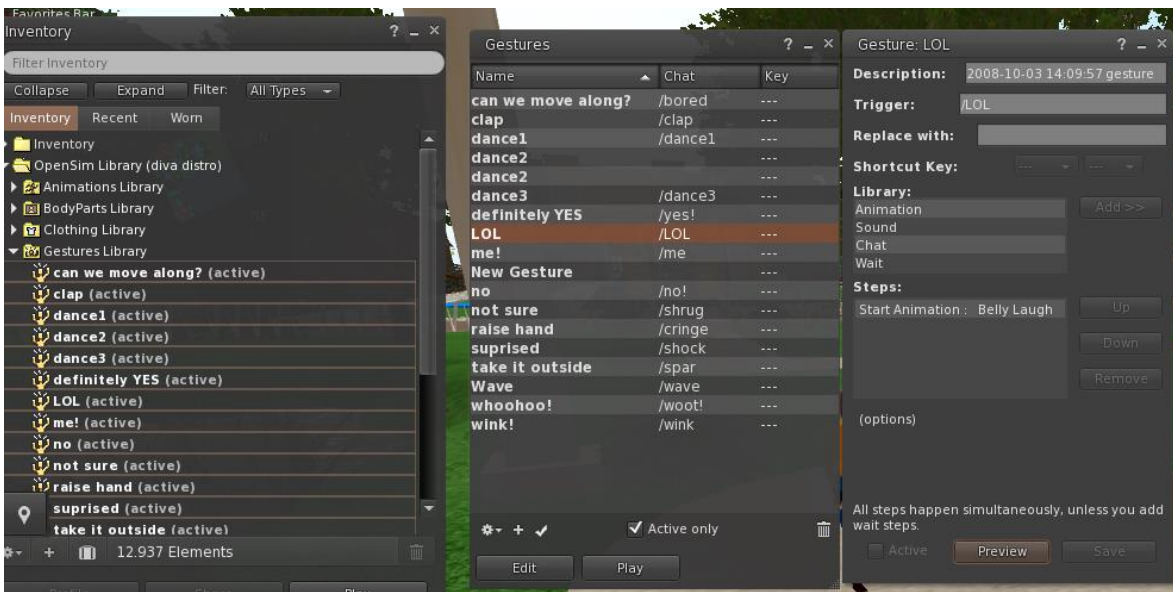 Favorites Bar
Inventory
? _ ×
Filter Inventory
Collapse Expand Filter: All Types
Inventory Recent Worn
Inventory
OpenSim Library (diva distro)
Animations Library
BodyParts Library
Clothing Library
Gestures Library
can we move along? (active)
clap (active)
dance1 (active)
dance2 (active)
dance3 (active)
definitely YES (active)
LOL (active)
me! (active)
no (active)
not sure (active)
raise hand (active)
suprised (active)
take it outside (active)
12.937 Elements
Play
Gestures
? _ ×
Name Chat Key
can we move along? /bored ---
clap /clap ---
dance1 /dance1 ---
dance2 ---
dance2 ---
dance3 /dance3 ---
definitely YES /yes! ---
LOL /LOL ---
me! /me ---
New Gesture ---
no /no! ---
not sure /shrug ---
raise hand /cringe ---
suprised /shock ---
take it outside /spar ---
Wave /wave ---
whoohoo! /woot! ---
wink! /wink ---
Active only
Edit Play
Gesture: LOL
? _ ×
Description: 2008-10-03 14:09:57 gesture
Trigger: /LOL
Replace with:
Shortcut Key: --- ---
Library:
Animation Add >>
Sound
Chat
Wait
Steps:
Start Animation : Belly Laugh Up
Down
Remove
(options)
All steps happen simultaneously, unless you add
wait steps.
Active Preview Save